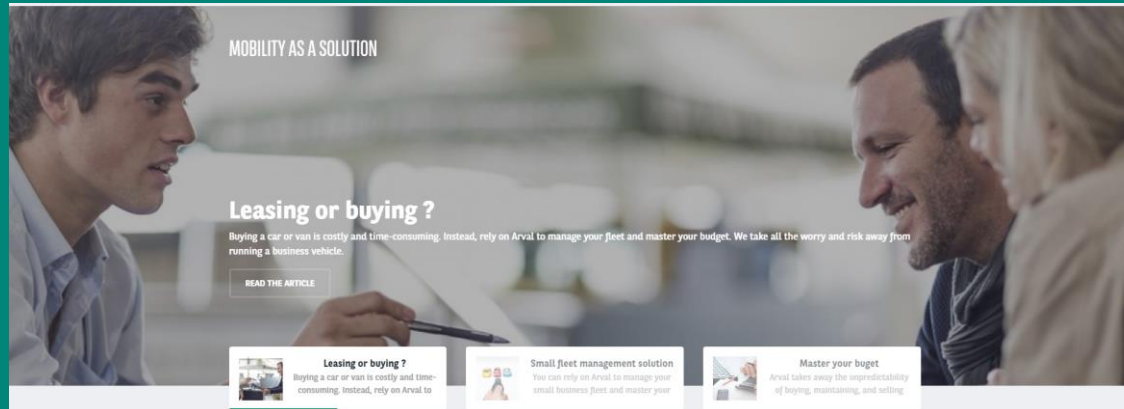 MOBILITY AS A SOLUTION
Leasing or buying ?
Buying a car or van is costly and time-consuming. Instead, rely on Arval to manage your fleet and master your budget. We take all the worry and risk away from
running a business vehicle.
READ THE ARTICLE
Leasing or buying ?
Buying a car or van is costly and time-
consuming. Instead, rely on Arval to
Small fleet management solution
You can rely on Arval to manage your
small business fleet and master your
Master your buget
Arval takes away the unpredictability
of buying, maintaining, and selling